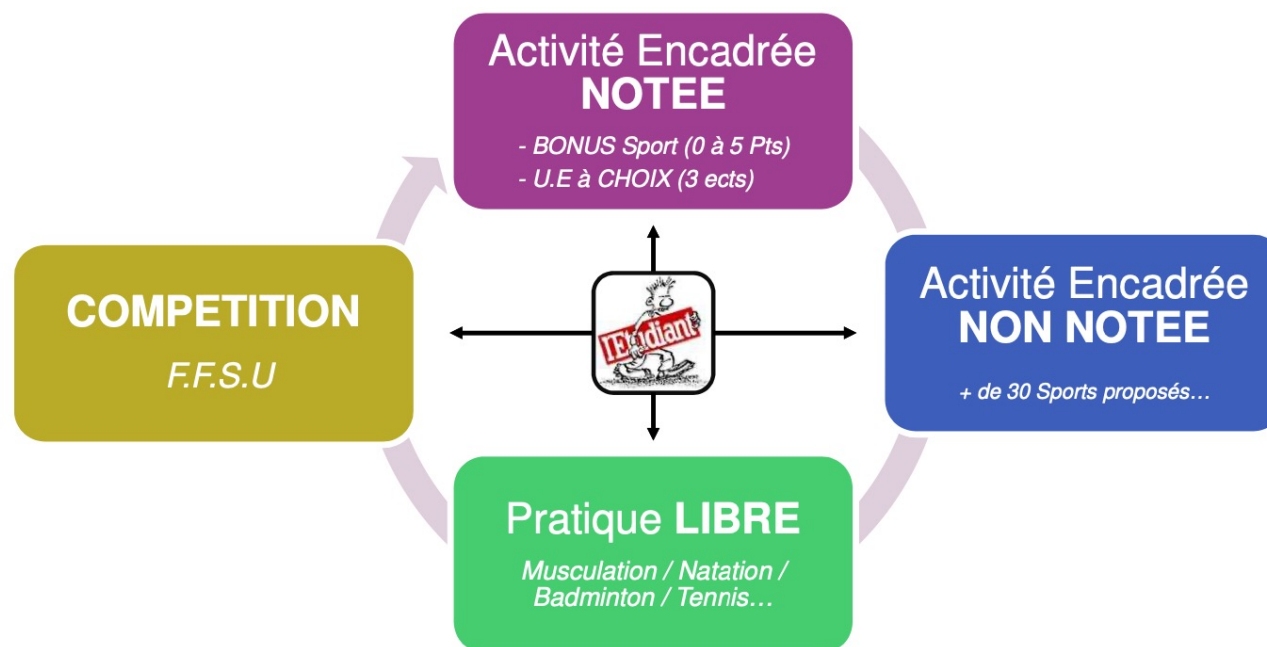 Activité Encadrée
NOTEE
- BONUS Sport (0 à 5 Pts)
- U.E à CHOIX (3 ects)
COMPETITION
F.F.S.U
l'Etudiant
Activité Encadrée
NON NOTEE
+ de 30 Sports proposés…
Pratique LIBRE
Musculation / Natation /
Badminton / Tennis…